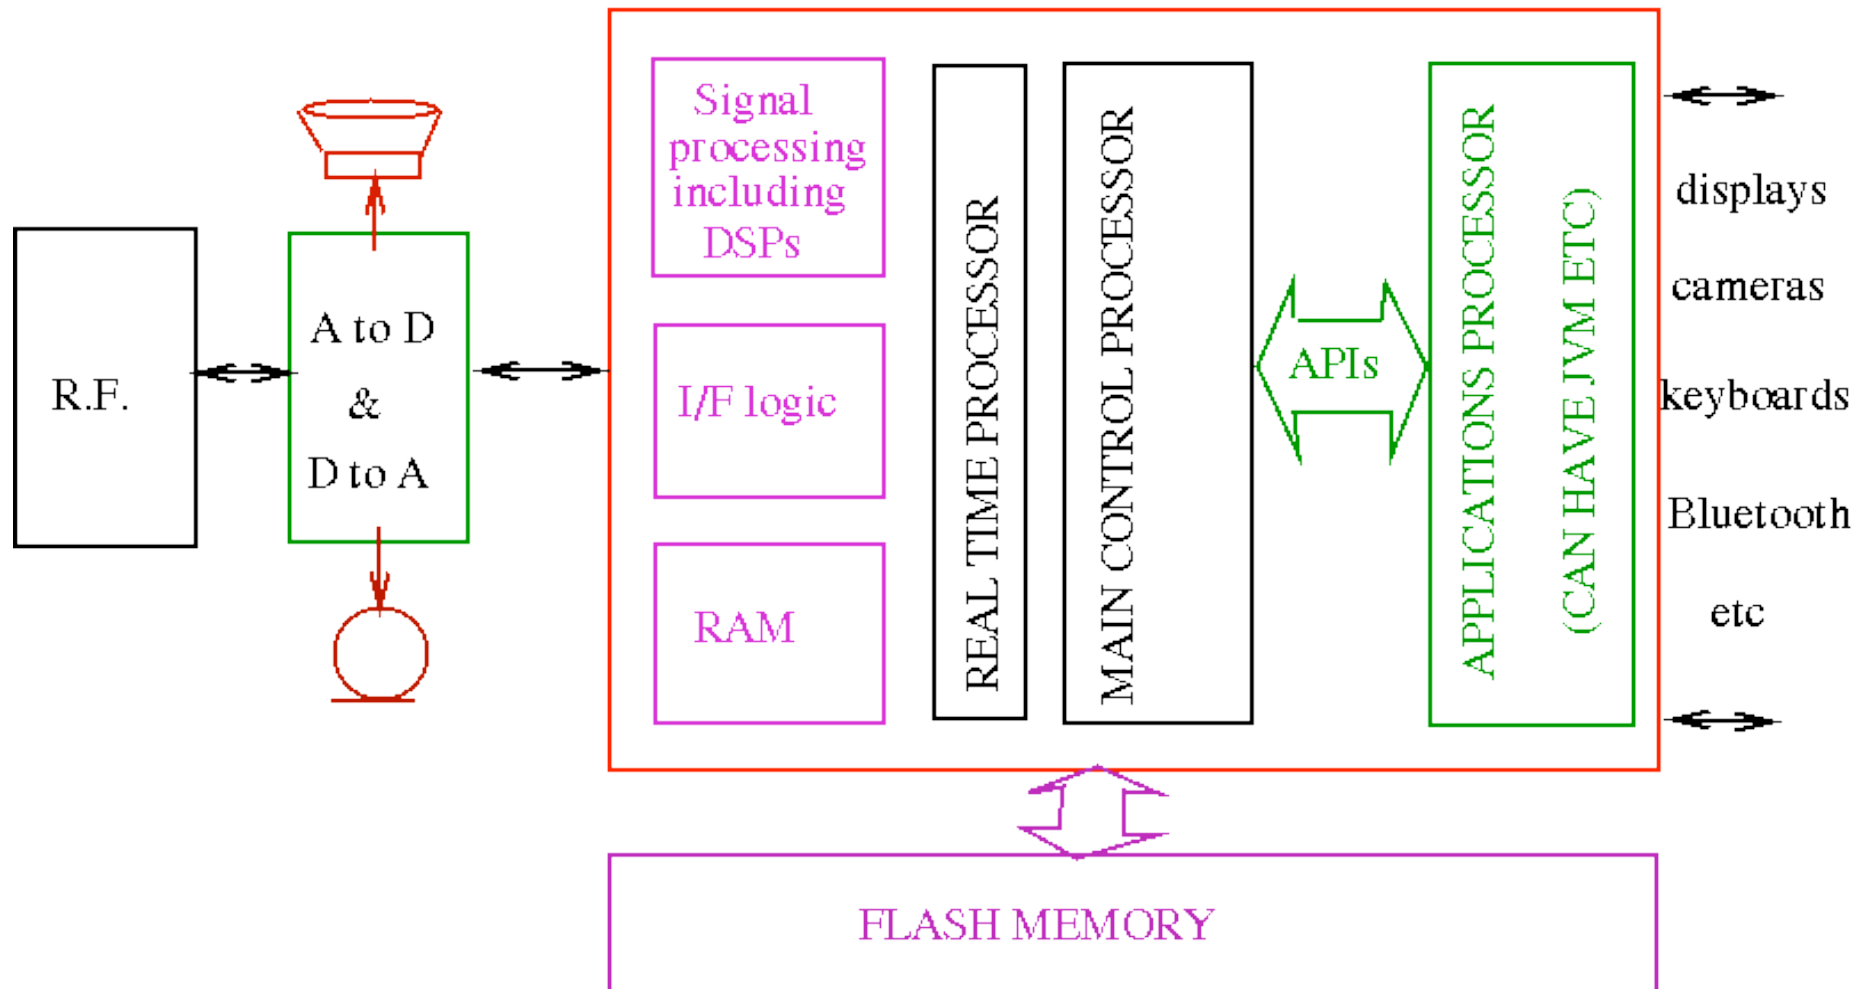 R.F.
A to D
&
D to A
Signal
processing
including
DSPs
I/F logic
RAM
REAL TIME PROCESSOR
MAIN CONTROL PROCESSOR
APIs
APPLICATIONS PROCESSOR
(CAN HAVE JVM ETC)
displays
cameras
keyboards
Bluetooth
etc
FLASH MEMORY